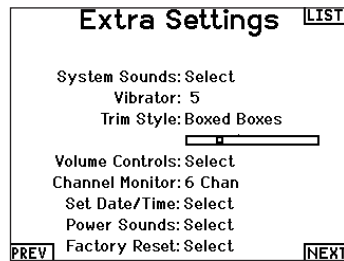 Extra Settings
LIST
System Sounds: Select
Vibrator: 5
Trim Style: Boxed Boxes
Volume Controls: Select
Channel Monitor: 6 Chan
Set Date/Time: Select
Power Sounds: Select
Factory Reset: Select
PREV
NEXT